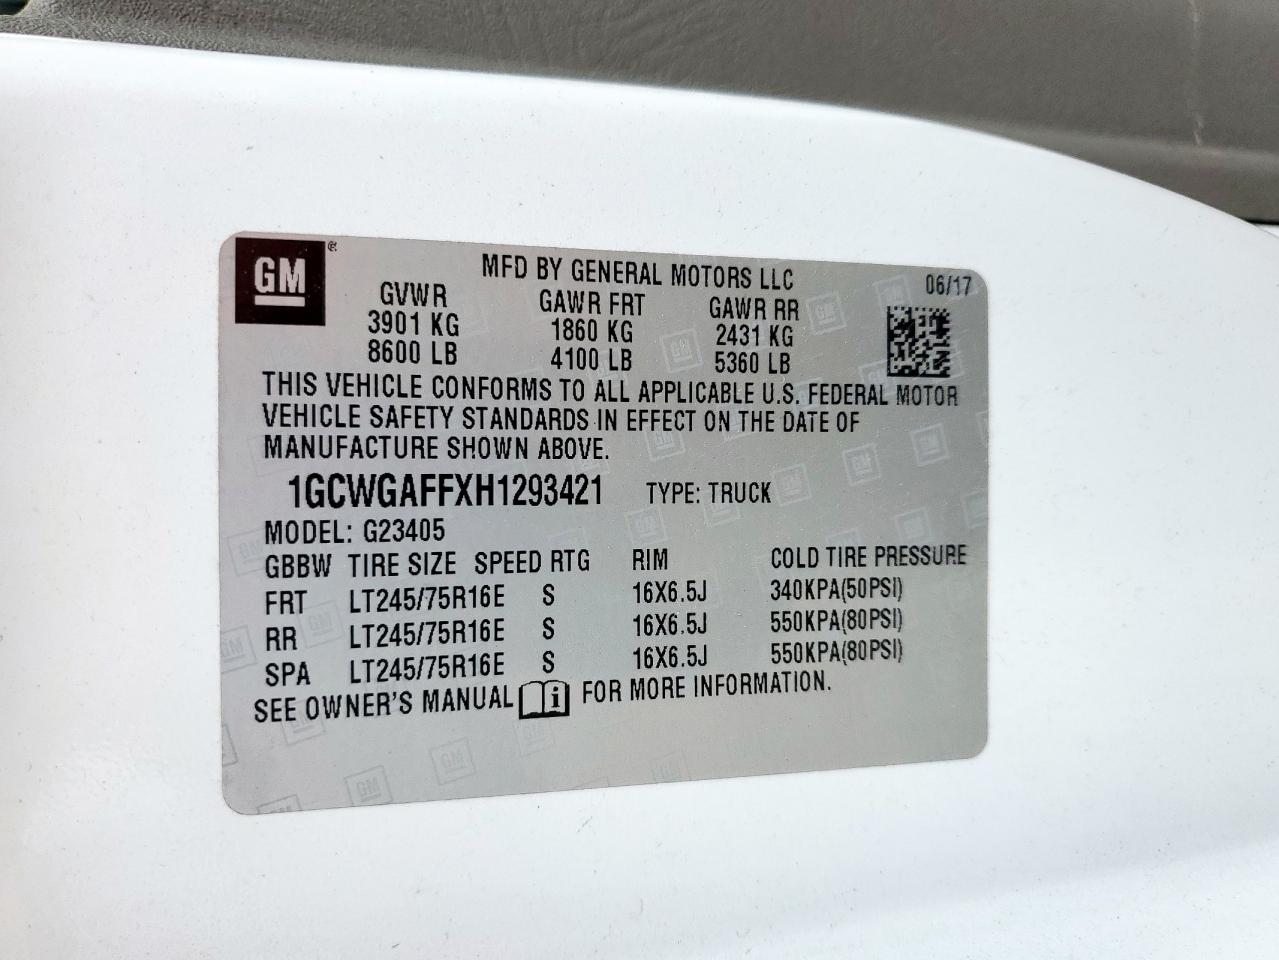 GM
MFD BY GENERAL MOTORS LLC
06/17
GVWR GAWR FRT GAWR RR
3901 KG 1860 KG 2431 KG
8600 LB 4100 LB 5360 LB
THIS VEHICLE CONFORMS TO ALL APPLICABLE U.S. FEDERAL MOTOR
VEHICLE SAFETY STANDARDS IN EFFECT ON THE DATE OF
MANUFACTURE SHOWN ABOVE.
1GCWGAFFXH1293421 TYPE: TRUCK
MODEL: G23405
GBBW TIRE SIZE SPEED RTG RIM COLD TIRE PRESSURE
FRT LT245/75R16E S 16X6.5J 340KPA(50PSI)
RR LT245/75R16E S 16X6.5J 550KPA(80PSI)
SPA LT245/75R16E S 16X6.5J 550KPA(80PSI)
SEE OWNER'S MANUAL i FOR MORE INFORMATION.